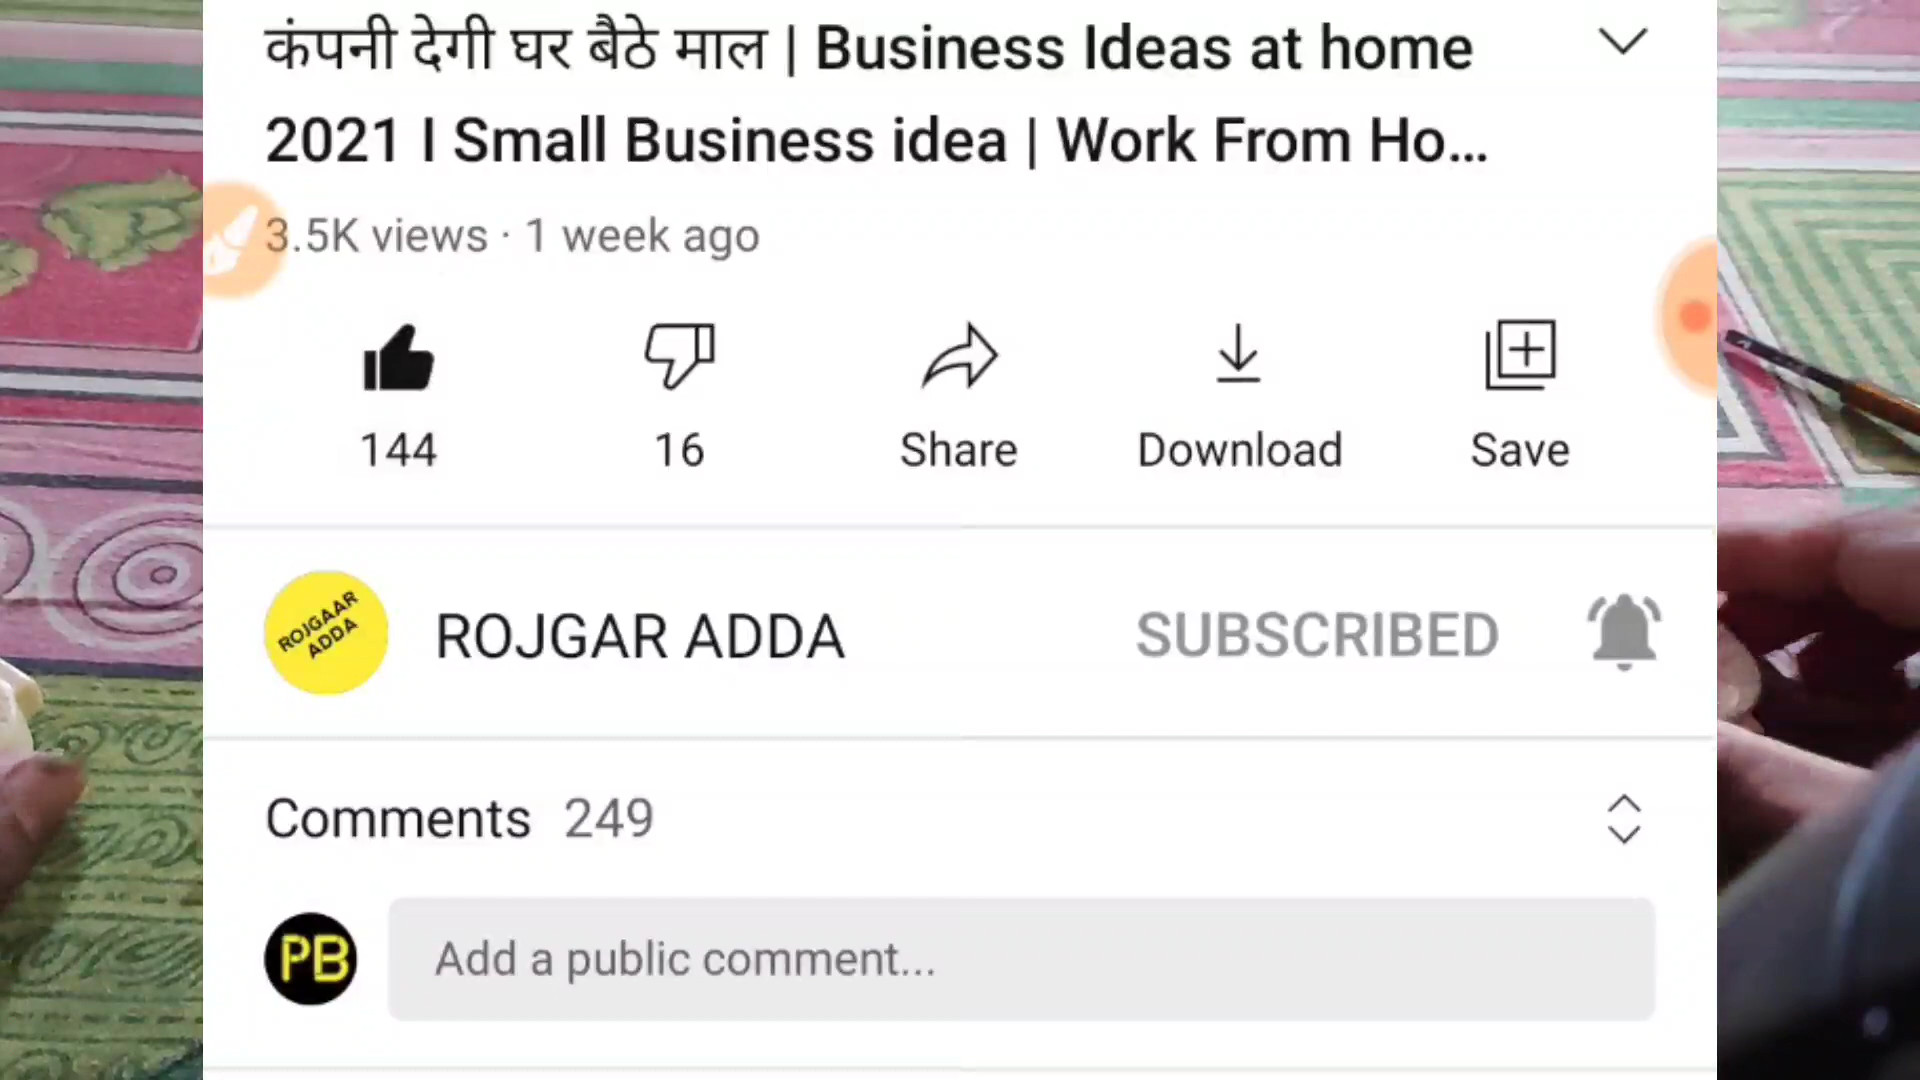 कंपनी देगी घर बैठे माल | Business Ideas at home
2021 I Small Business idea | Work From Ho...
3.5K views · 1 week ago
144
16
Share
Download
Save
ROJGAAR
ADDA
ROJGAR ADDA
SUBSCRIBED
Comments 249
PB
Add a public comment...